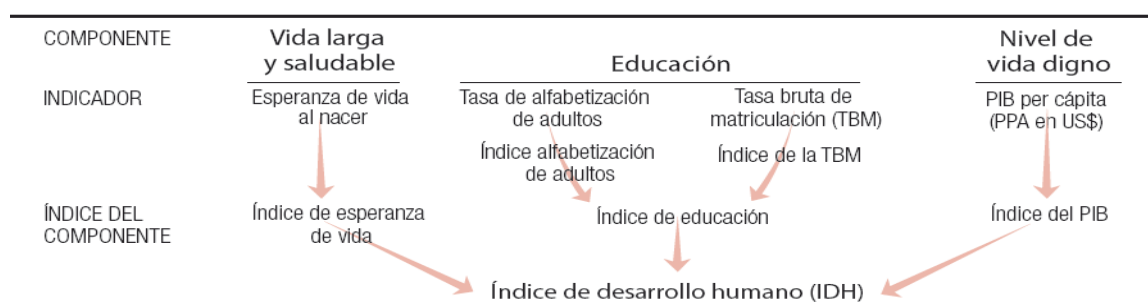 COMPONENTE
Vida larga
y saludable
Educación
Nivel de
vida digno
INDICADOR
Esperanza de vida
al nacer
Tasa de alfabetización
de adultos
Tasa bruta de
matriculación (TBM)
PIB per cápita
(PPA en US$)
Índice alfabetización
de adultos
Índice de la TBM
ÍNDICE DEL
COMPONENTE
Índice de esperanza
de vida
Índice de educación
Índice del PIB
Índice de desarrollo humano (IDH)